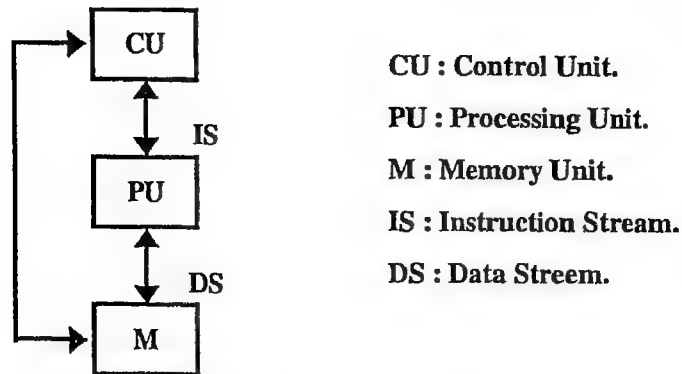 CU
IS
PU
DS
M
CU : Control Unit.
PU : Processing Unit.
M : Memory Unit.
IS : Instruction Stream.
DS : Data Streem.